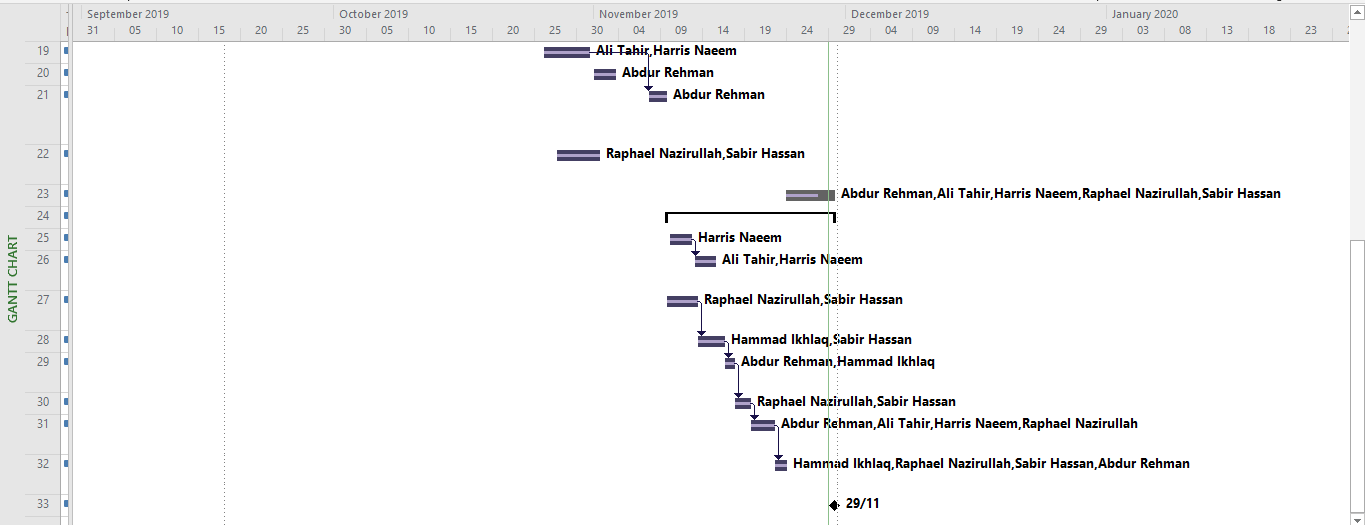 September 2019 October 2019 November 2019 December 2019 January 2020
31 05 10 15 20 25 30 05 10 15 20 25 30 04 09 14 19 24 29 04 09 14 19 24 29 03 08 13 18 23
19 Ali Tahir,Harris Naeem
20 Abdur Rehman
21 Abdur Rehman
22 Raphael Nazirullah,Sabir Hassan
23 Abdur Rehman,Ali Tahir,Harris Naeem,Raphael Nazirullah,Sabir Hassan
24
25 Harris Naeem
26 Ali Tahir,Harris Naeem
27 Raphael Nazirullah,Sabir Hassan
28 Hammad Ikhlaq,Sabir Hassan
29 Abdur Rehman,Hammad Ikhlaq
30 Raphael Nazirullah,Sabir Hassan
31 Abdur Rehman,Ali Tahir,Harris Naeem,Raphael Nazirullah
32 Hammad Ikhlaq,Raphael Nazirullah,Sabir Hassan,Abdur Rehman
33 29/11
GANTT CHART